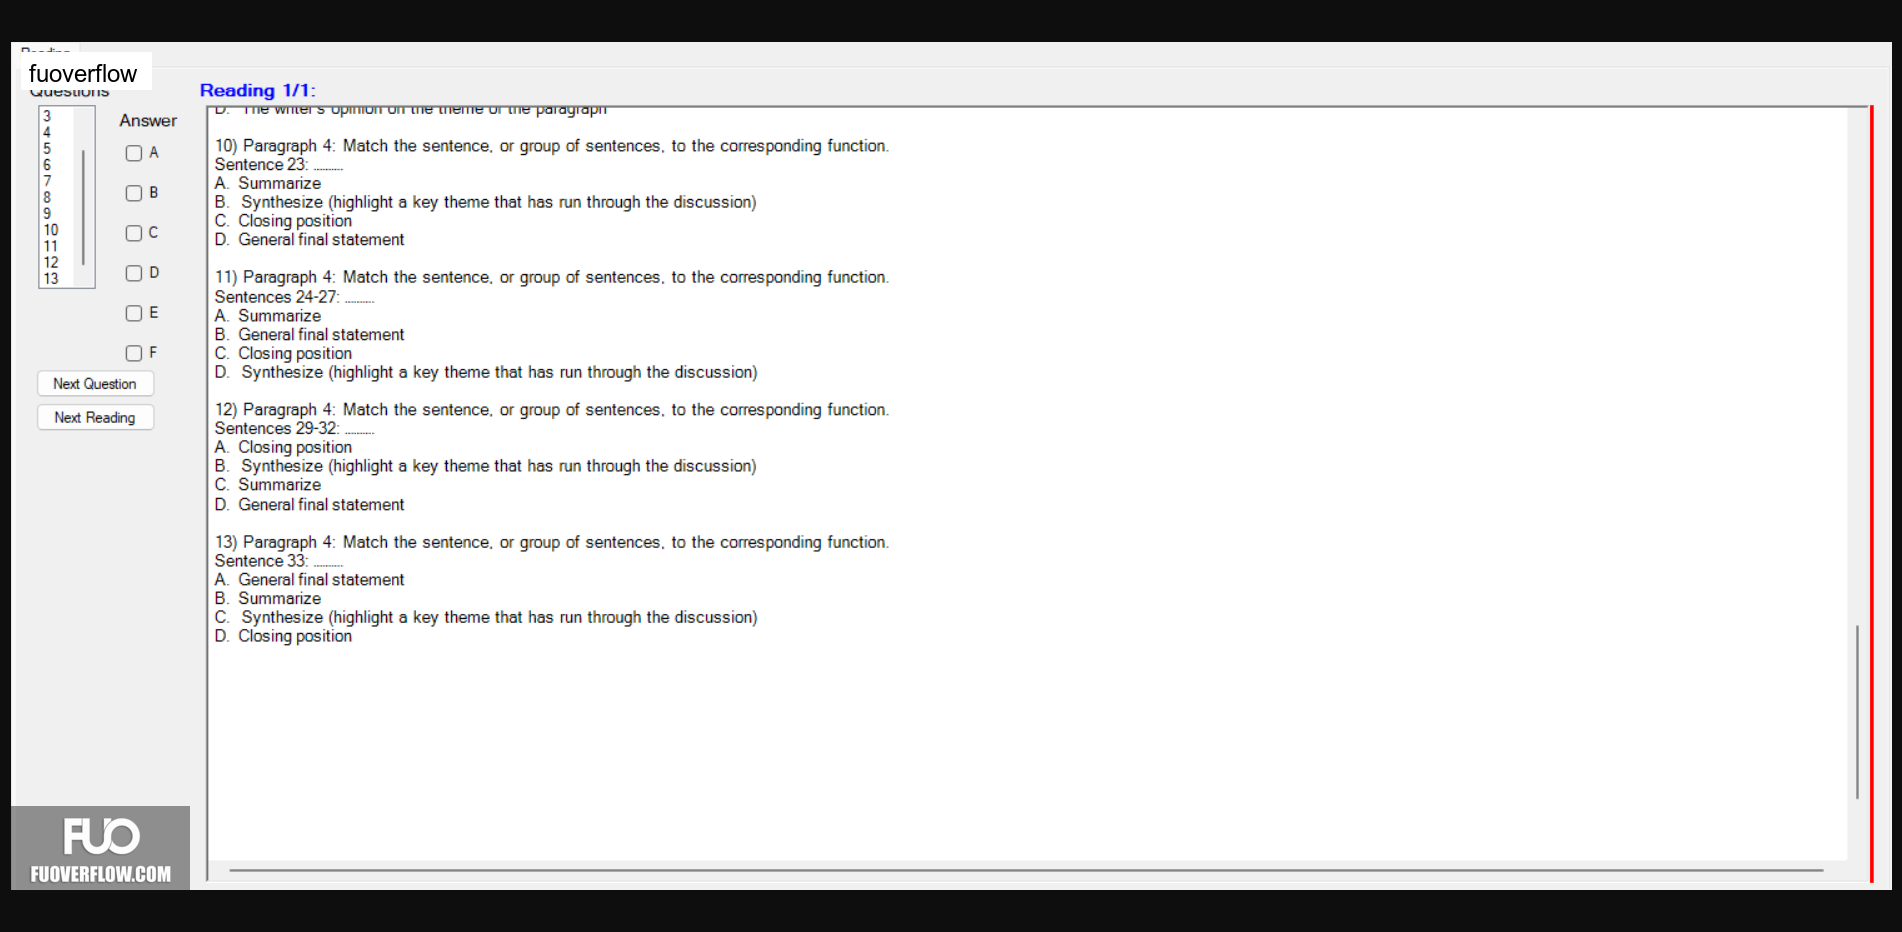 Reading
fuoverflow
Questions
Reading 1/1:
3
4
5
6
7
8
9
10
11
12
13
Answer
A
B
C
D
E
F
Next Question
Next Reading
D. The writer's opinion on the theme of the paragraph
10) Paragraph 4: Match the sentence, or group of sentences, to the corresponding function.
Sentence 23: ..........
A. Summarize
B. Synthesize (highlight a key theme that has run through the discussion)
C. Closing position
D. General final statement
11) Paragraph 4: Match the sentence, or group of sentences, to the corresponding function.
Sentences 24-27: ..........
A. Summarize
B. General final statement
C. Closing position
D. Synthesize (highlight a key theme that has run through the discussion)
12) Paragraph 4: Match the sentence, or group of sentences, to the corresponding function.
Sentences 29-32: ..........
A. Closing position
B. Synthesize (highlight a key theme that has run through the discussion)
C. Summarize
D. General final statement
13) Paragraph 4: Match the sentence, or group of sentences, to the corresponding function.
Sentence 33: ..........
A. General final statement
B. Summarize
C. Synthesize (highlight a key theme that has run through the discussion)
D. Closing position
FUO
FUOVERFLOW.COM